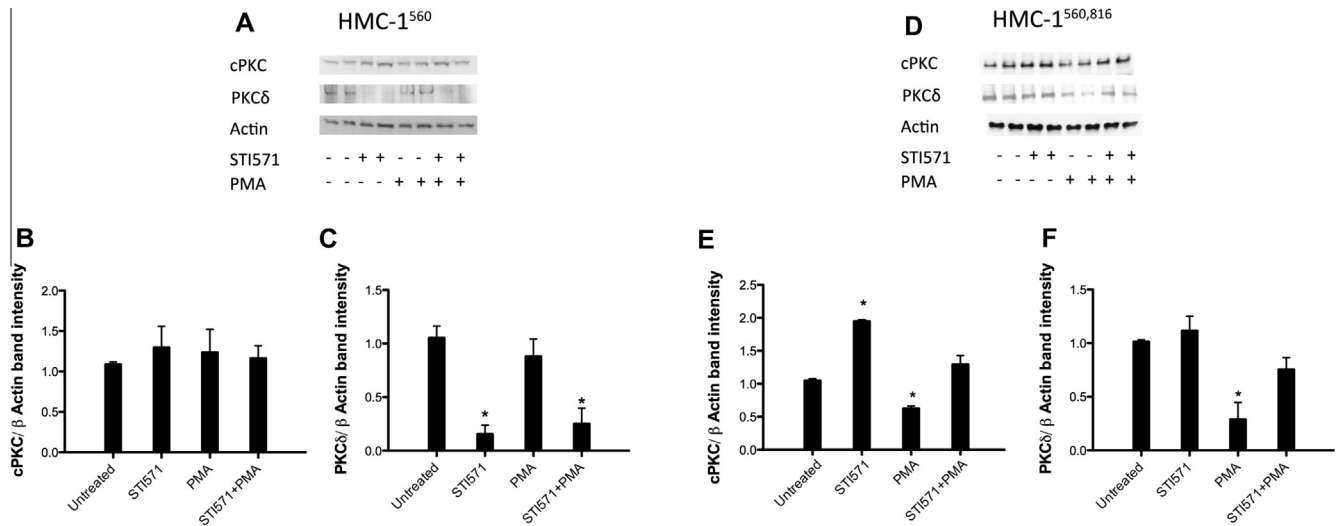 A HMC-1560
cPKC
PKCδ
Actin
STI571 - - + + - - + +
PMA - - - - + + + +
D HMC-1560,816
cPKC
PKCδ
Actin
STI571 - - + + - - + +
PMA - - - - + + + +
B
cPKC/ β Actin band intensity
2.0
1.5
1.0
0.5
0.0
Untreated
STI571
PMA
STI571+PMA
C
PKCδ/ β Actin band intensity
1.5
1.0
0.5
0.0
*
*
Untreated
STI571
PMA
STI571+PMA
E
cPKC/ β Actin band intensity
2.5
2.0
1.5
1.0
0.5
0.0
*
*
Untreated
STI571
PMA
STI571+PMA
F
PKCδ/ β Actin band intensity
1.5
1.0
0.5
0.0
*
Untreated
STI571
PMA
STI571+PMA